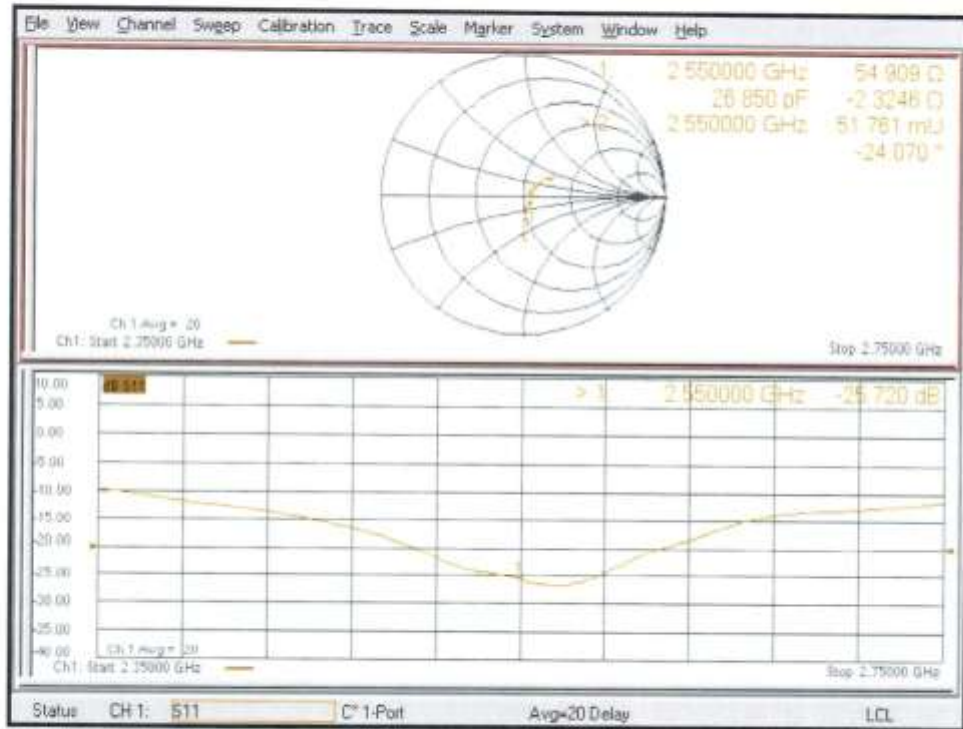 File View Channel Sweep Calibration Trace Scale Marker System Window Help
1 2.550000 GHz 54.909 Ω
26.850 pF -2.3246 Ω
> 2 2.550000 GHz 51.761 mU
-24.070 °
Ch 1 Avg = 20
Ch1: Start 2.35000 GHz Stop 2.75000 GHz
10.00 dB S11 > 1 2.550000 GHz -25.720 dB
5.00
0.00
-5.00
-10.00
-15.00
-20.00
-25.00
-30.00
-35.00
-40.00 Ch 1 Avg = 20
Ch1: Start 2.35000 GHz Stop 2.75000 GHz
Status CH 1: S11 C* 1-Port Avg=20 Delay LCL